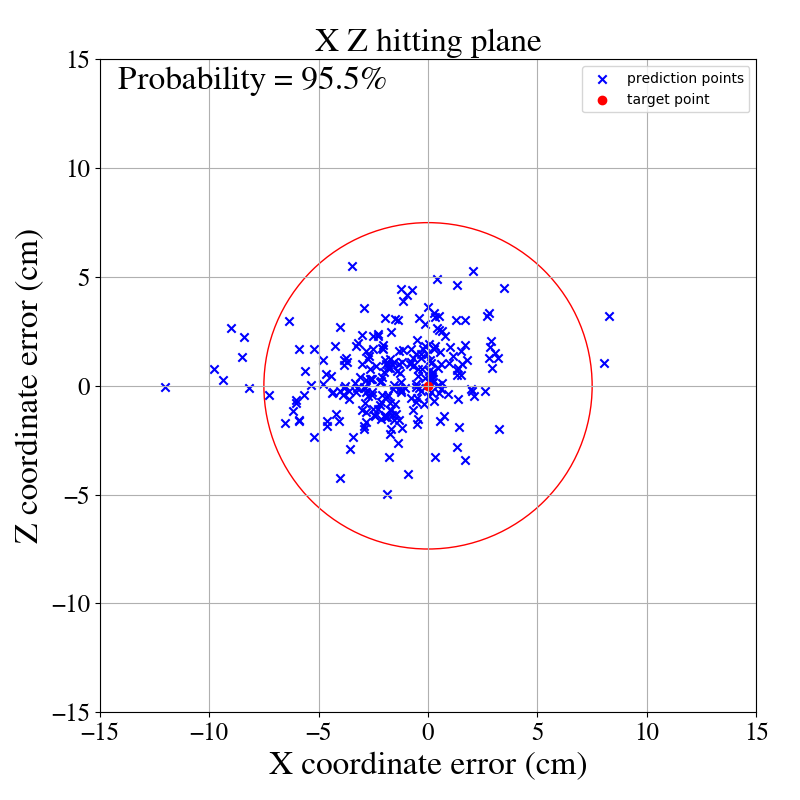 X Z hitting plane
Probability = 95.5%
prediction points
target point
Z coordinate error (cm)
15
10
5
0
−5
−10
−15
−15
−10
−5
0
5
10
15
X coordinate error (cm)